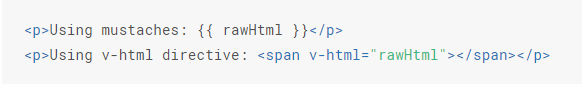 <p>Using mustaches: {{ rawHtml }}</p>
<p>Using v-html directive: <span v-html="rawHtml"></span></p>